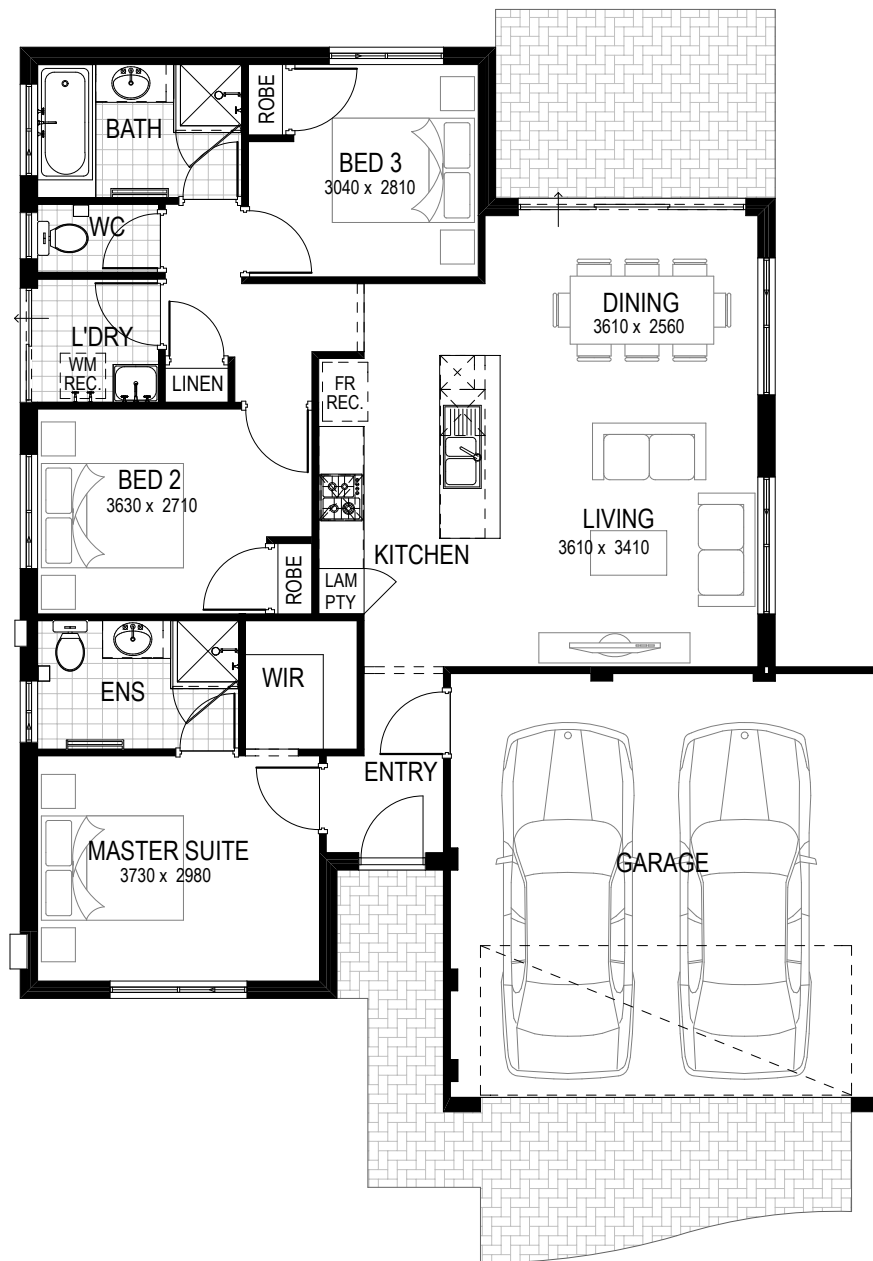 ROBE
BATH
BED 3
3040 x 2810
WC
DINING
3610 x 2560
L'DRY
WM
REC.
LINEN
FR
REC.
BED 2
3630 x 2710
LIVING
3610 x 3410
KITCHEN
ROBE
LAM
PTY
ENS
WIR
ENTRY
MASTER SUITE
3730 x 2980
GARAGE